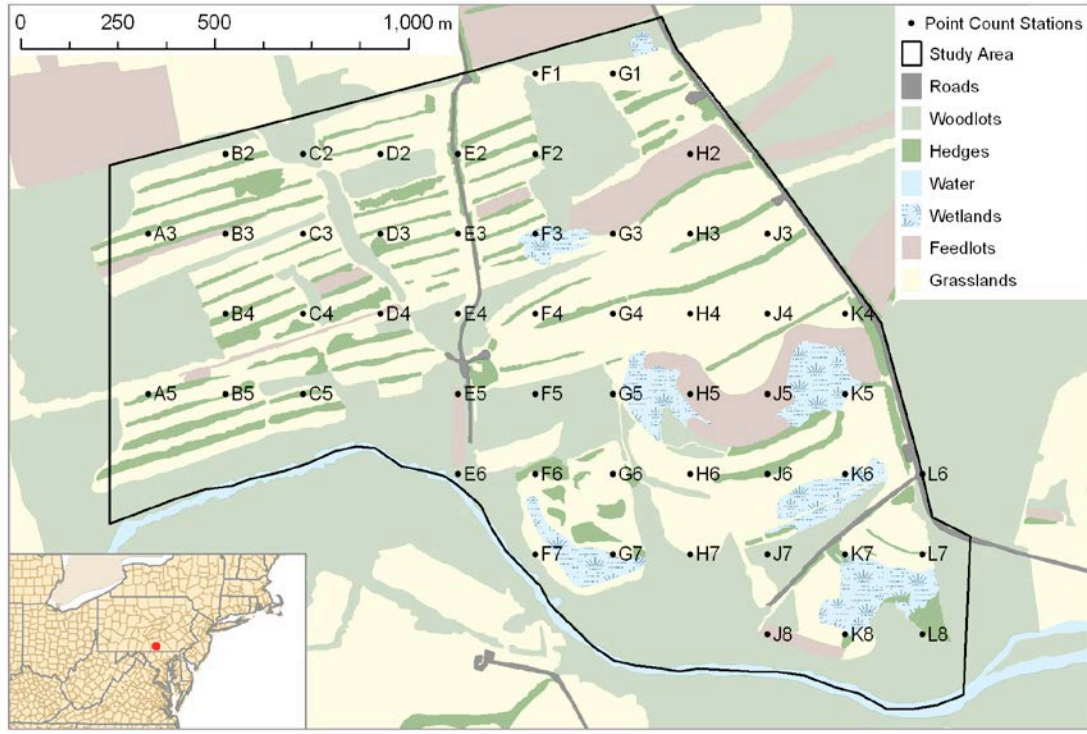 0 250 500 1,000 m
Point Count Stations
Study Area
Roads
Woodlots
Hedges
Water
Wetlands
Feedlots
Grasslands
F1 G1
B2 C2 D2 E2 F2 H2
A3 B3 C3 D3 E3 F3 G3 H3 J3
B4 C4 D4 E4 F4 G4 H4 J4 K4
A5 B5 C5 E5 F5 G5 H5 J5 K5
E6 F6 G6 H6 J6 K6 L6
F7 G7 H7 J7 K7 L7
J8 K8 L8